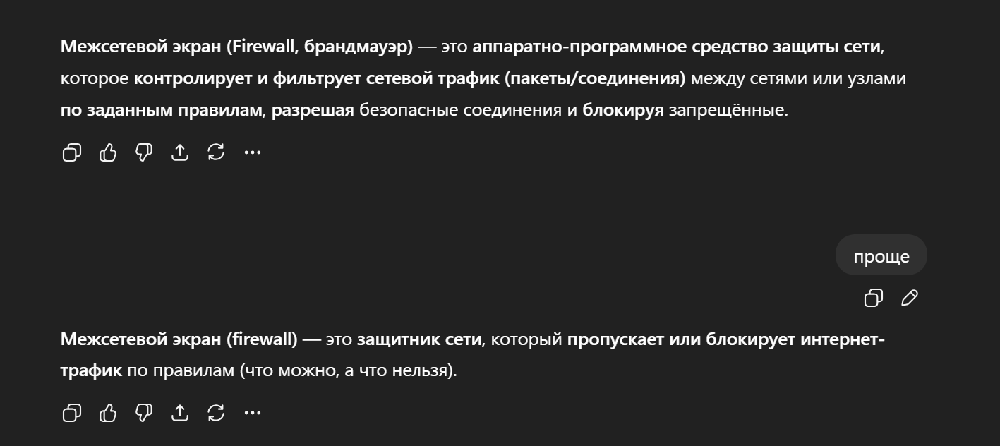 Межсетевой экран (Firewall, брандмауэр) — это аппаратно-программное средство защиты сети,
которое контролирует и фильтрует сетевой трафик (пакеты/соединения) между сетями или узлами
по заданным правилам, разрешая безопасные соединения и блокируя запрещённые.
проще
Межсетевой экран (firewall) — это защитник сети, который пропускает или блокирует интернет-
трафик по правилам (что можно, а что нельзя).